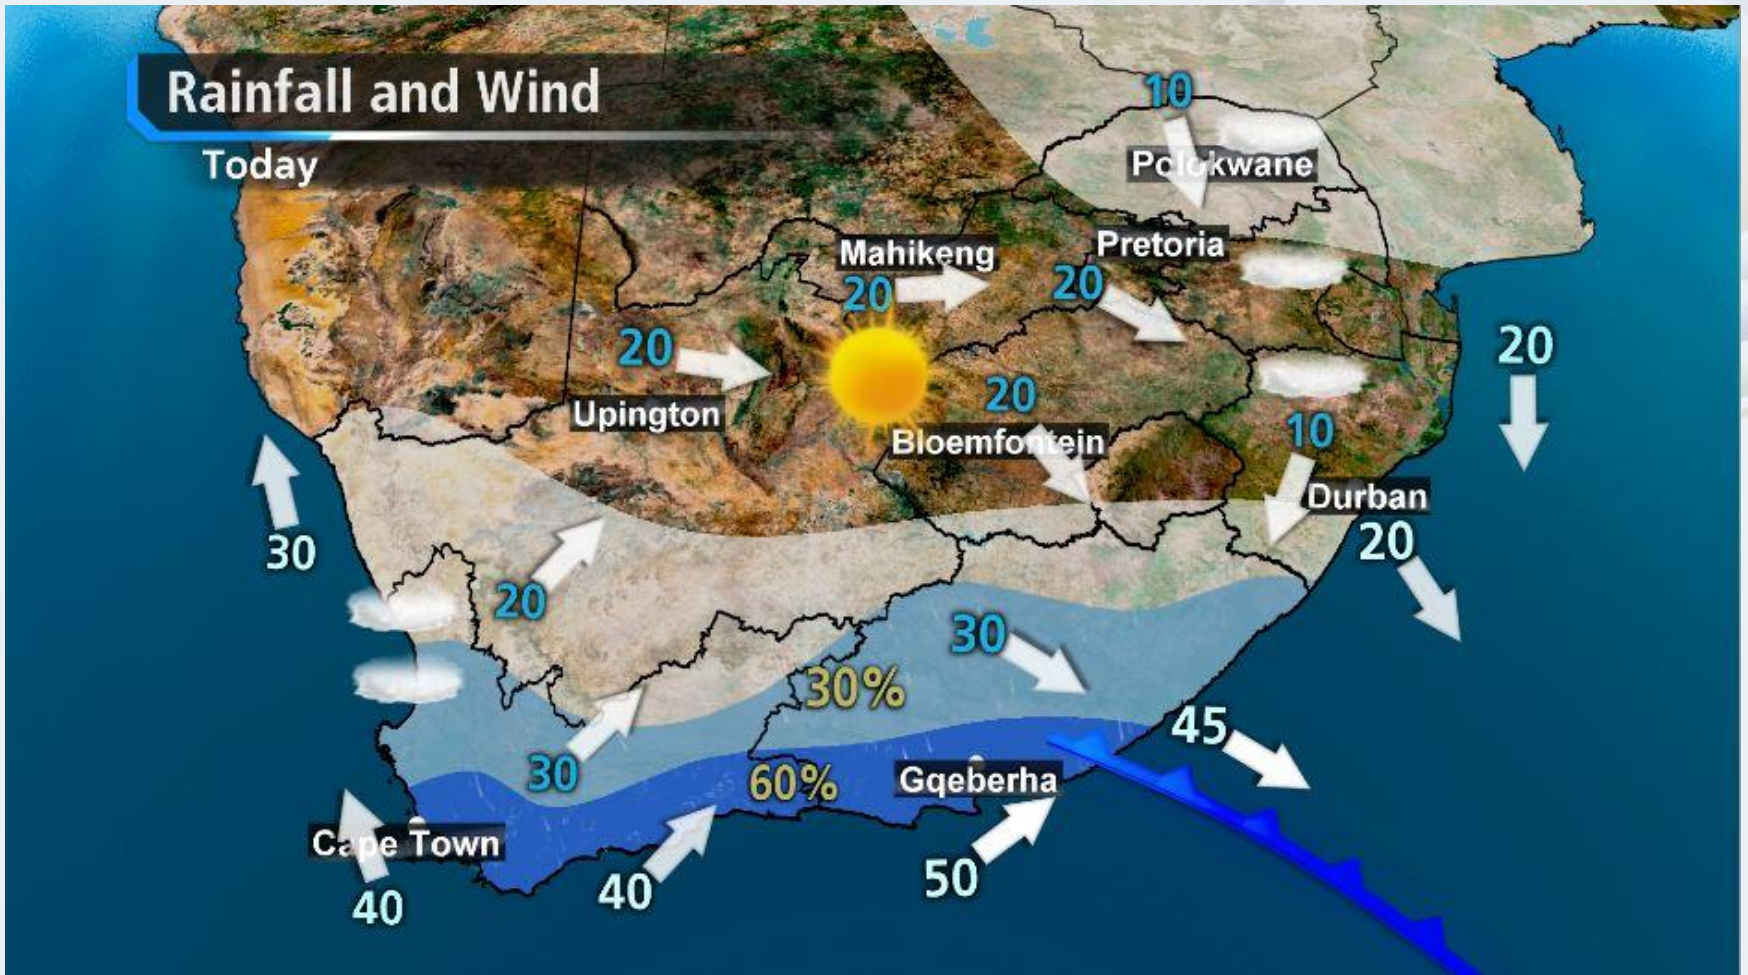 Rainfall and Wind
Today
10
Polokwane
Mahikeng
Pretoria
20
20
20
20
Upington
20
Bloemfontein
10
Durban
30
20
20
30
30%
45
30
60%
Gqeberha
Cape Town
40
40
50